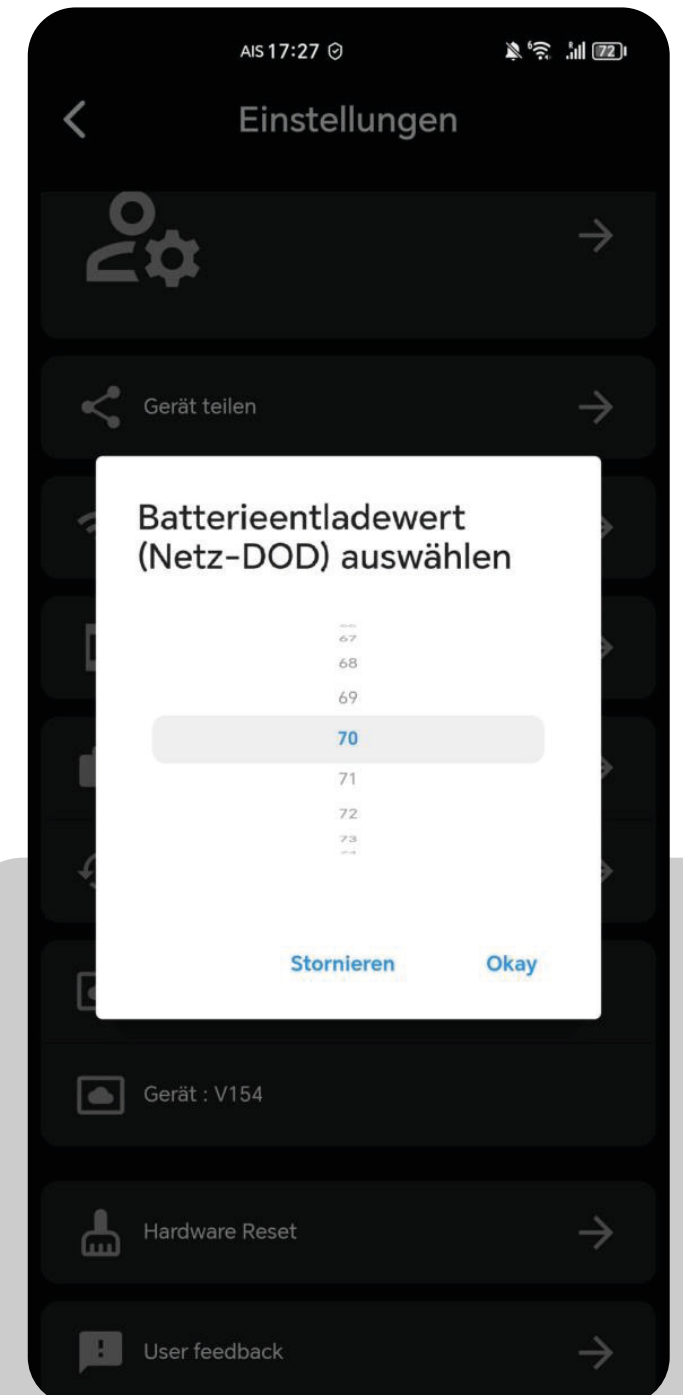 AIS 17:27
72
Einstellungen
Gerät teilen
Batterieentladewert
(Netz-DOD) auswählen
67
68
69
70
71
72
73
Stornieren
Okay
Gerät : V154
Hardware Reset
User feedback